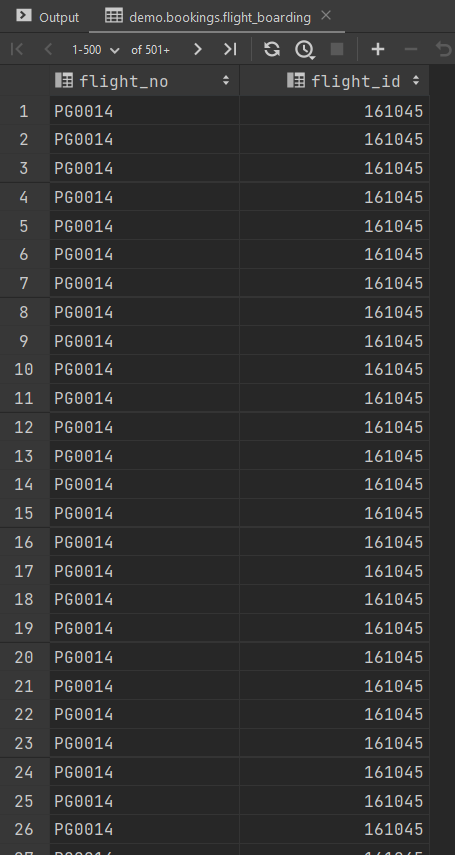 Output demo.bookings.flight_boarding
1-500 of 501+
flight_no flight_id
1 PG0014 161045
2 PG0014 161045
3 PG0014 161045
4 PG0014 161045
5 PG0014 161045
6 PG0014 161045
7 PG0014 161045
8 PG0014 161045
9 PG0014 161045
10 PG0014 161045
11 PG0014 161045
12 PG0014 161045
13 PG0014 161045
14 PG0014 161045
15 PG0014 161045
16 PG0014 161045
17 PG0014 161045
18 PG0014 161045
19 PG0014 161045
20 PG0014 161045
21 PG0014 161045
22 PG0014 161045
23 PG0014 161045
24 PG0014 161045
25 PG0014 161045
26 PG0014 161045